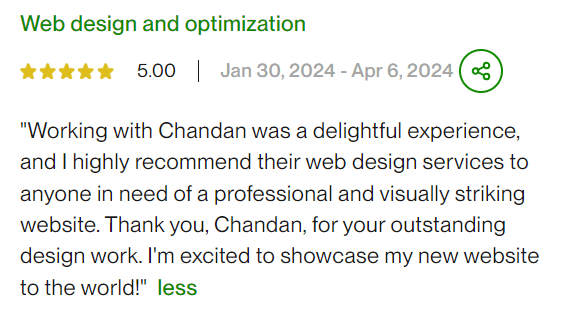 Web design and optimization
5.00 | Jan 30, 2024 - Apr 6, 2024
"Working with Chandan was a delightful experience,
and I highly recommend their web design services to
anyone in need of a professional and visually striking
website. Thank you, Chandan, for your outstanding
design work. I'm excited to showcase my new website
to the world!" less